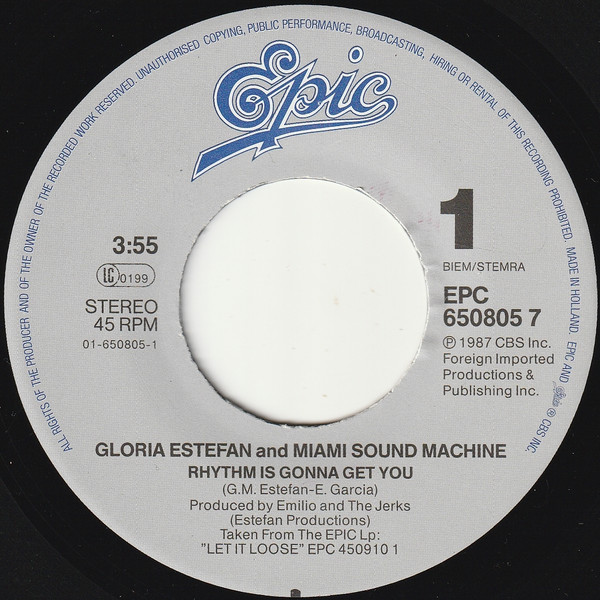 ALL RIGHTS OF THE PRODUCER AND OF THE OWNER OF THE RECORDED WORK RESERVED. UNAUTHORISED COPYING, PUBLIC PERFORMANCE, BROADCASTING, HIRING OR RENTAL OF THIS RECORDING PROHIBITED. MADE IN HOLLAND. EPIC AND Epic ® CBS INC.
Epic
3:55
LC 0199
STEREO
45 RPM
01-650805-1
1
BIEM/STEMRA
EPC
650805 7
℗ 1987 CBS Inc.
Foreign Imported
Productions &
Publishing Inc.
GLORIA ESTEFAN and MIAMI SOUND MACHINE
RHYTHM IS GONNA GET YOU
(G.M. Estefan-E. Garcia)
Produced by Emilio and The Jerks
(Estefan Productions)
Taken From The EPIC Lp:
"LET IT LOOSE" EPC 450910 1